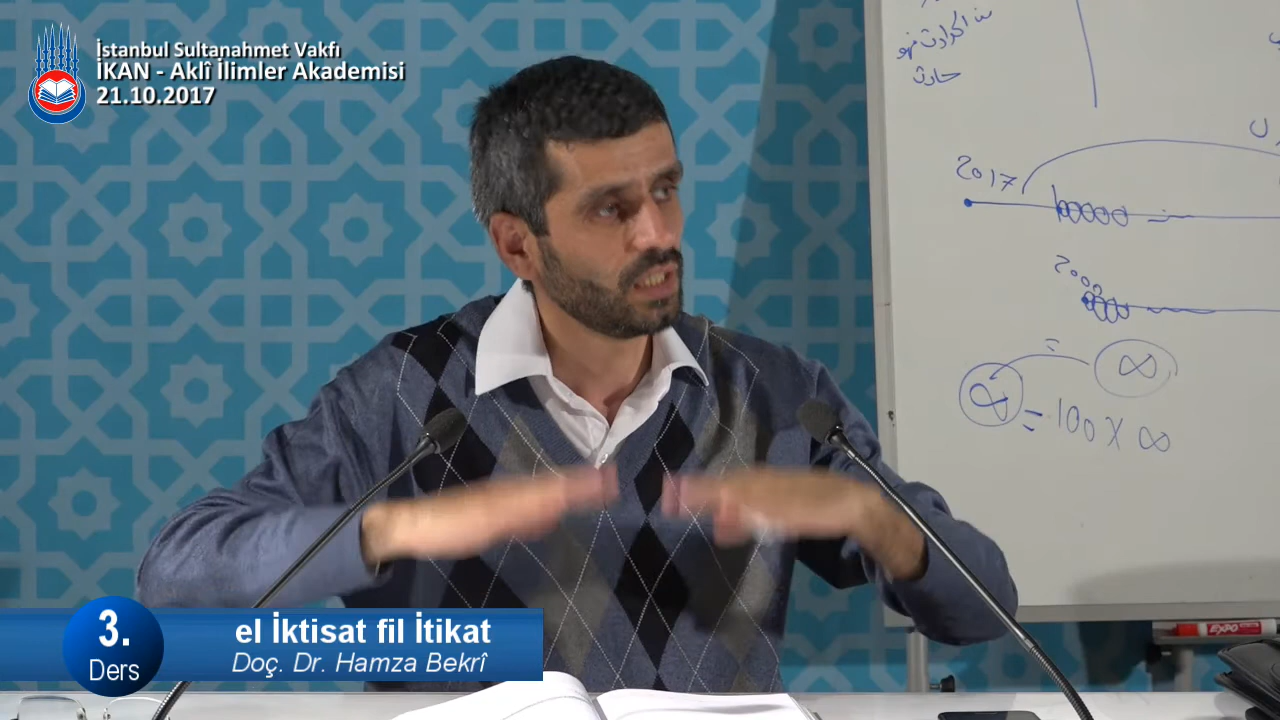 İstanbul Sultanahmet Vakfı
İKAN - Aklî İlimler Akademisi
21.10.2017
حادث
2017
2000
=
∞
∞ = 100 X ∞
EXPO
3.
Ders
el İktisat fil İtikat
Doç. Dr. Hamza Bekrî